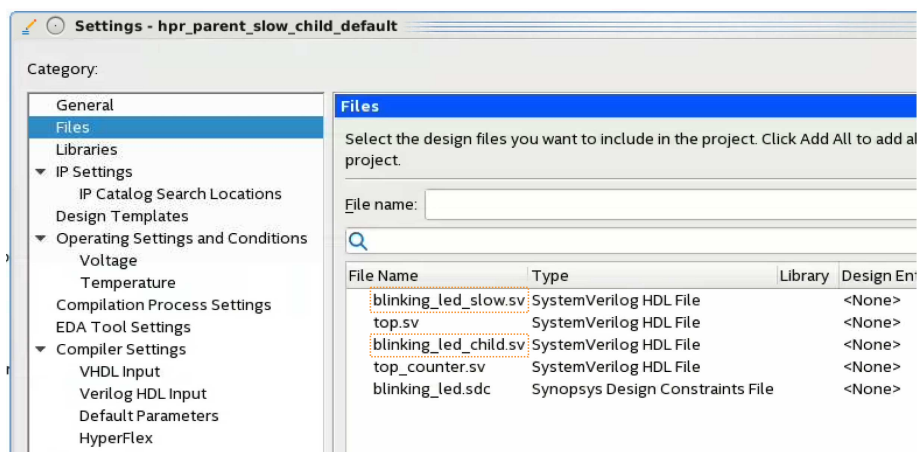 Settings - hpr_parent_slow_child_default
Category:
General
Files
Libraries
IP Settings
IP Catalog Search Locations
Design Templates
Operating Settings and Conditions
Voltage
Temperature
Compilation Process Settings
EDA Tool Settings
Compiler Settings
VHDL Input
Verilog HDL Input
Default Parameters
HyperFlex
Files
Select the design files you want to include in the project. Click Add All to add al
project.
File name:
File Name Type Library Design Ent
blinking_led_slow.sv SystemVerilog HDL File <None>
top.sv SystemVerilog HDL File <None>
blinking_led_child.sv SystemVerilog HDL File <None>
top_counter.sv SystemVerilog HDL File <None>
blinking_led.sdc Synopsys Design Constraints File <None>